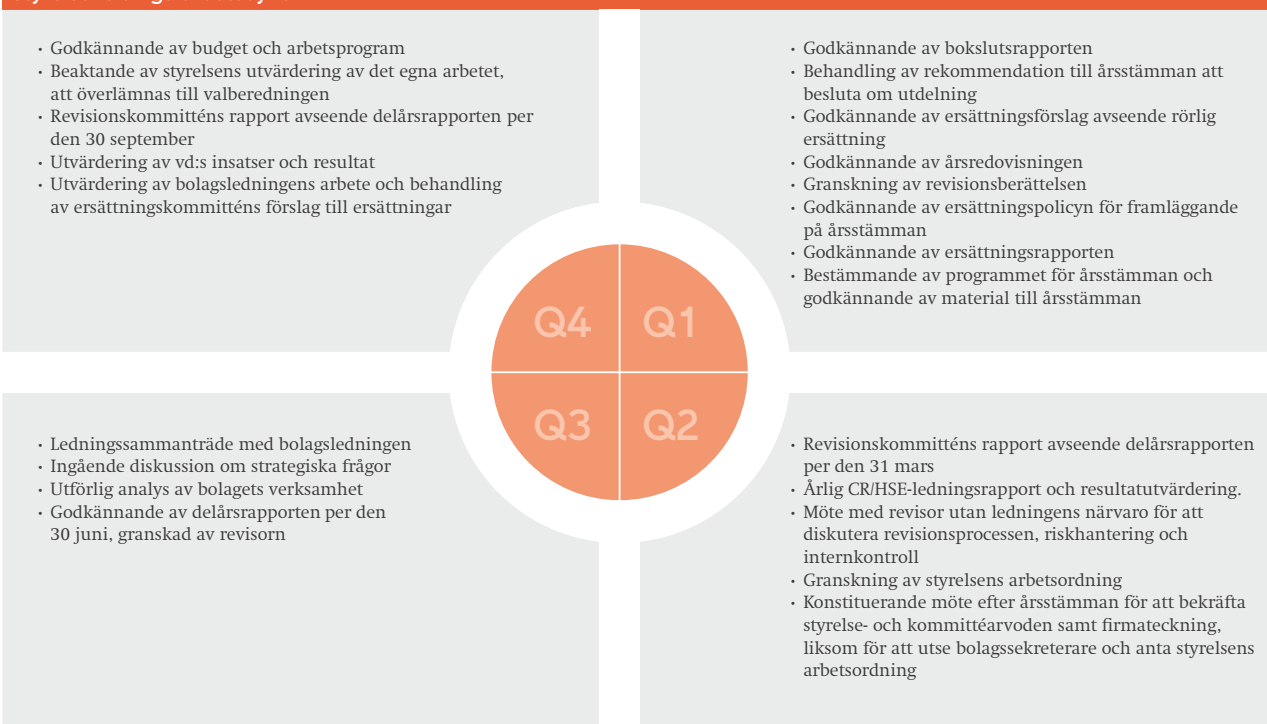 · Godkännande av budget och arbetsprogram
· Beaktande av styrelsens utvärdering av det egna arbetet,
att överlämnas till valberedningen
· Revisionskommitténs rapport avseende delårsrapporten per
den 30 september
· Utvärdering av vd:s insatser och resultat
· Utvärdering av bolagsledningens arbete och behandling
av ersättningskommitténs förslag till ersättningar
· Godkännande av bokslutsrapporten
· Behandling av rekommendation till årsstämman att
besluta om utdelning
· Godkännande av ersättningsförslag avseende rörlig
ersättning
· Godkännande av årsredovisningen
· Granskning av revisionsberättelsen
· Godkännande av ersättningspolicyn för framläggande
på årsstämman
· Godkännande av ersättningsrapporten
· Bestämmande av programmet för årsstämman och
godkännande av material till årsstämman
Q4 Q1
Q3 Q2
· Ledningssammanträde med bolagsledningen
· Ingående diskussion om strategiska frågor
· Utförlig analys av bolagets verksamhet
· Godkännande av delårsrapporten per den
30 juni, granskad av revisorn
· Revisionskommitténs rapport avseende delårsrapporten
per den 31 mars
· Årlig CR/HSE-ledningsrapport och resultatutvärdering.
· Möte med revisor utan ledningens närvaro för att
diskutera revisionsprocessen, riskhantering och
internkontroll
· Granskning av styrelsens arbetsordning
· Konstituerande möte efter årsstämman för att bekräfta
styrelse- och kommittéarvoden samt firmateckning,
liksom för att utse bolagssekreterare och anta styrelsens
arbetsordning